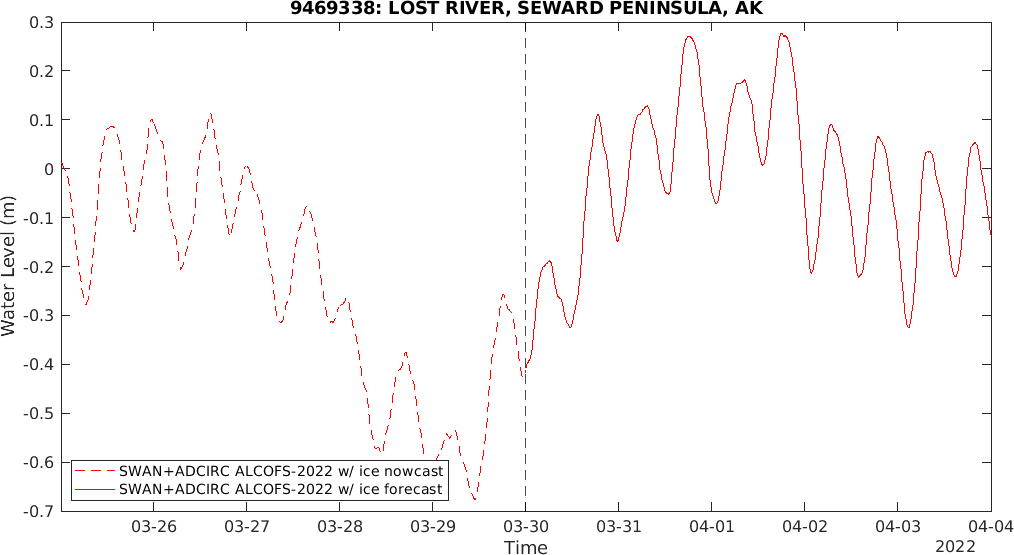 9469338: LOST RIVER, SEWARD PENINSULA, AK
0.3
0.2
0.1
0
-0.1
-0.2
-0.3
-0.4
-0.5
-0.6
-0.7
Water Level (m)
SWAN+ADCIRC ALCOFS-2022 w/ ice nowcast
SWAN+ADCIRC ALCOFS-2022 w/ ice forecast
03-26 03-27 03-28 03-29 03-30 03-31 04-01 04-02 04-03 04-04
Time
2022